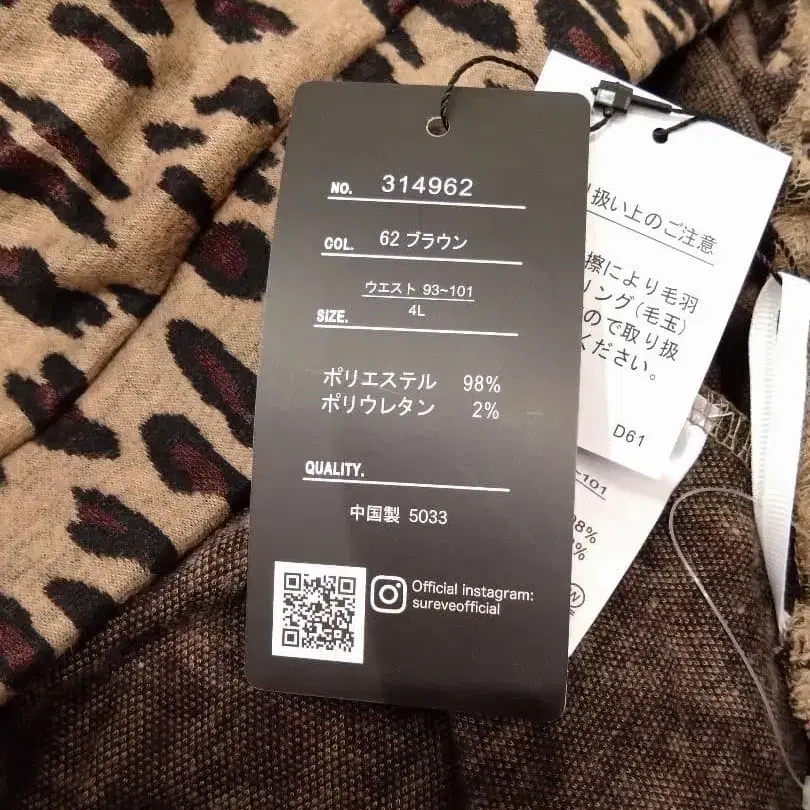 NO. 314962
COL. 62 ブラウン
ウエスト 93~101
SIZE. 4L
ポリエステル 98%
ポリウレタン 2%
QUALITY.
中国製 5033
Official instagram:
sureveofficial
り扱い上のご注意
擦により毛羽
リング(毛玉)
ので取り扱
ください。
D61
~101
98%
%
W